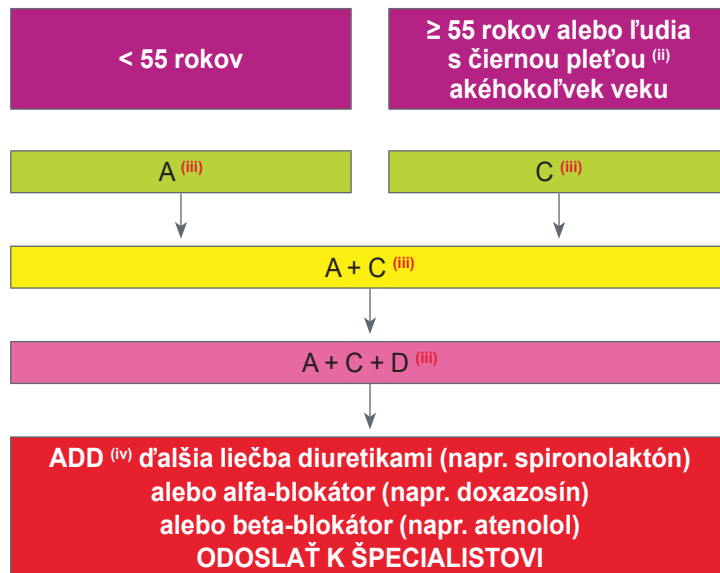 < 55 rokov
≥ 55 rokov alebo ľudia
s čiernou pleťou (ii)
akéhokoľvek veku
A (iii)
C (iii)
A + C (iii)
A + C + D (iii)
ADD (iv) ďalšia liečba diuretikami (napr. spironolaktón)
alebo alfa-blokátor (napr. doxazosín)
alebo beta-blokátor (napr. atenolol)
ODOSLAŤ K ŠPECIALISTOVI